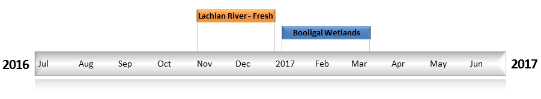 Lachlan River - Fresh
Booligal Wetlands
2016 Jul Aug Sep Oct Nov Dec 2017 Feb Mar Apr May Jun 2017